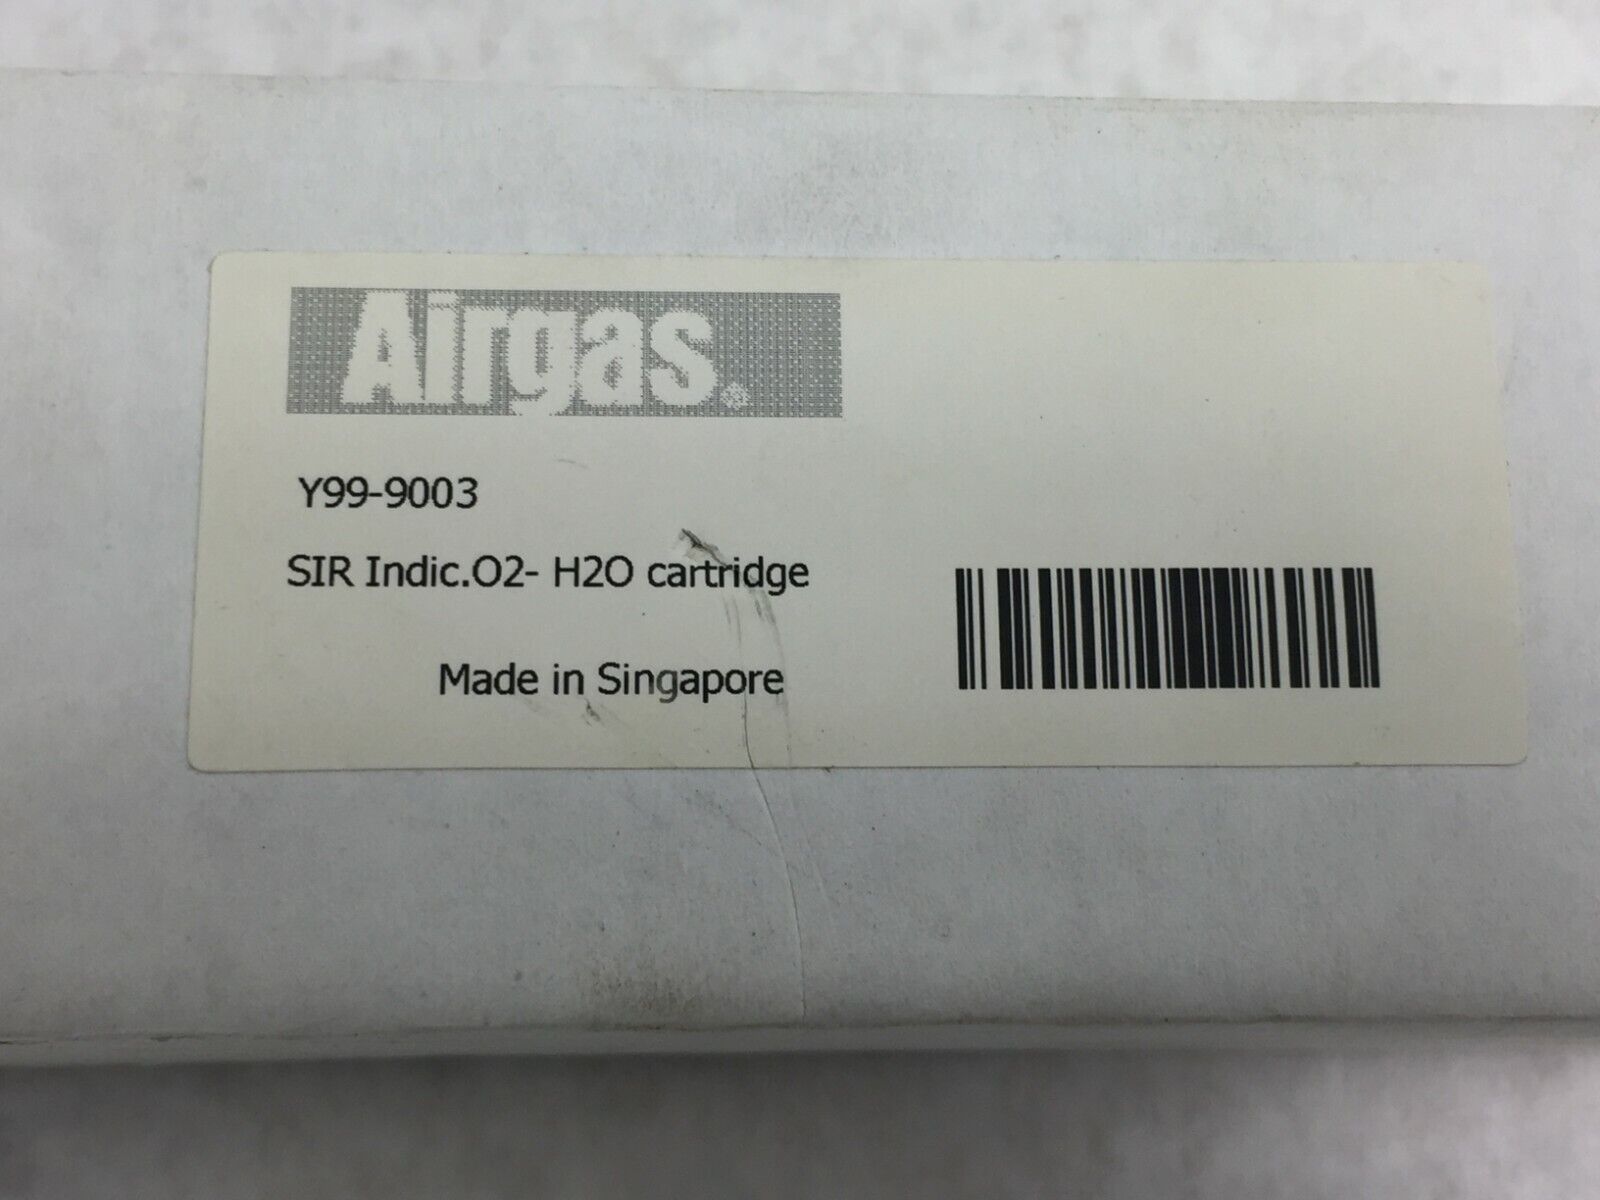 Airgas®
Y99-9003
SIR Indic.O2- H2O cartridge
Made in Singapore